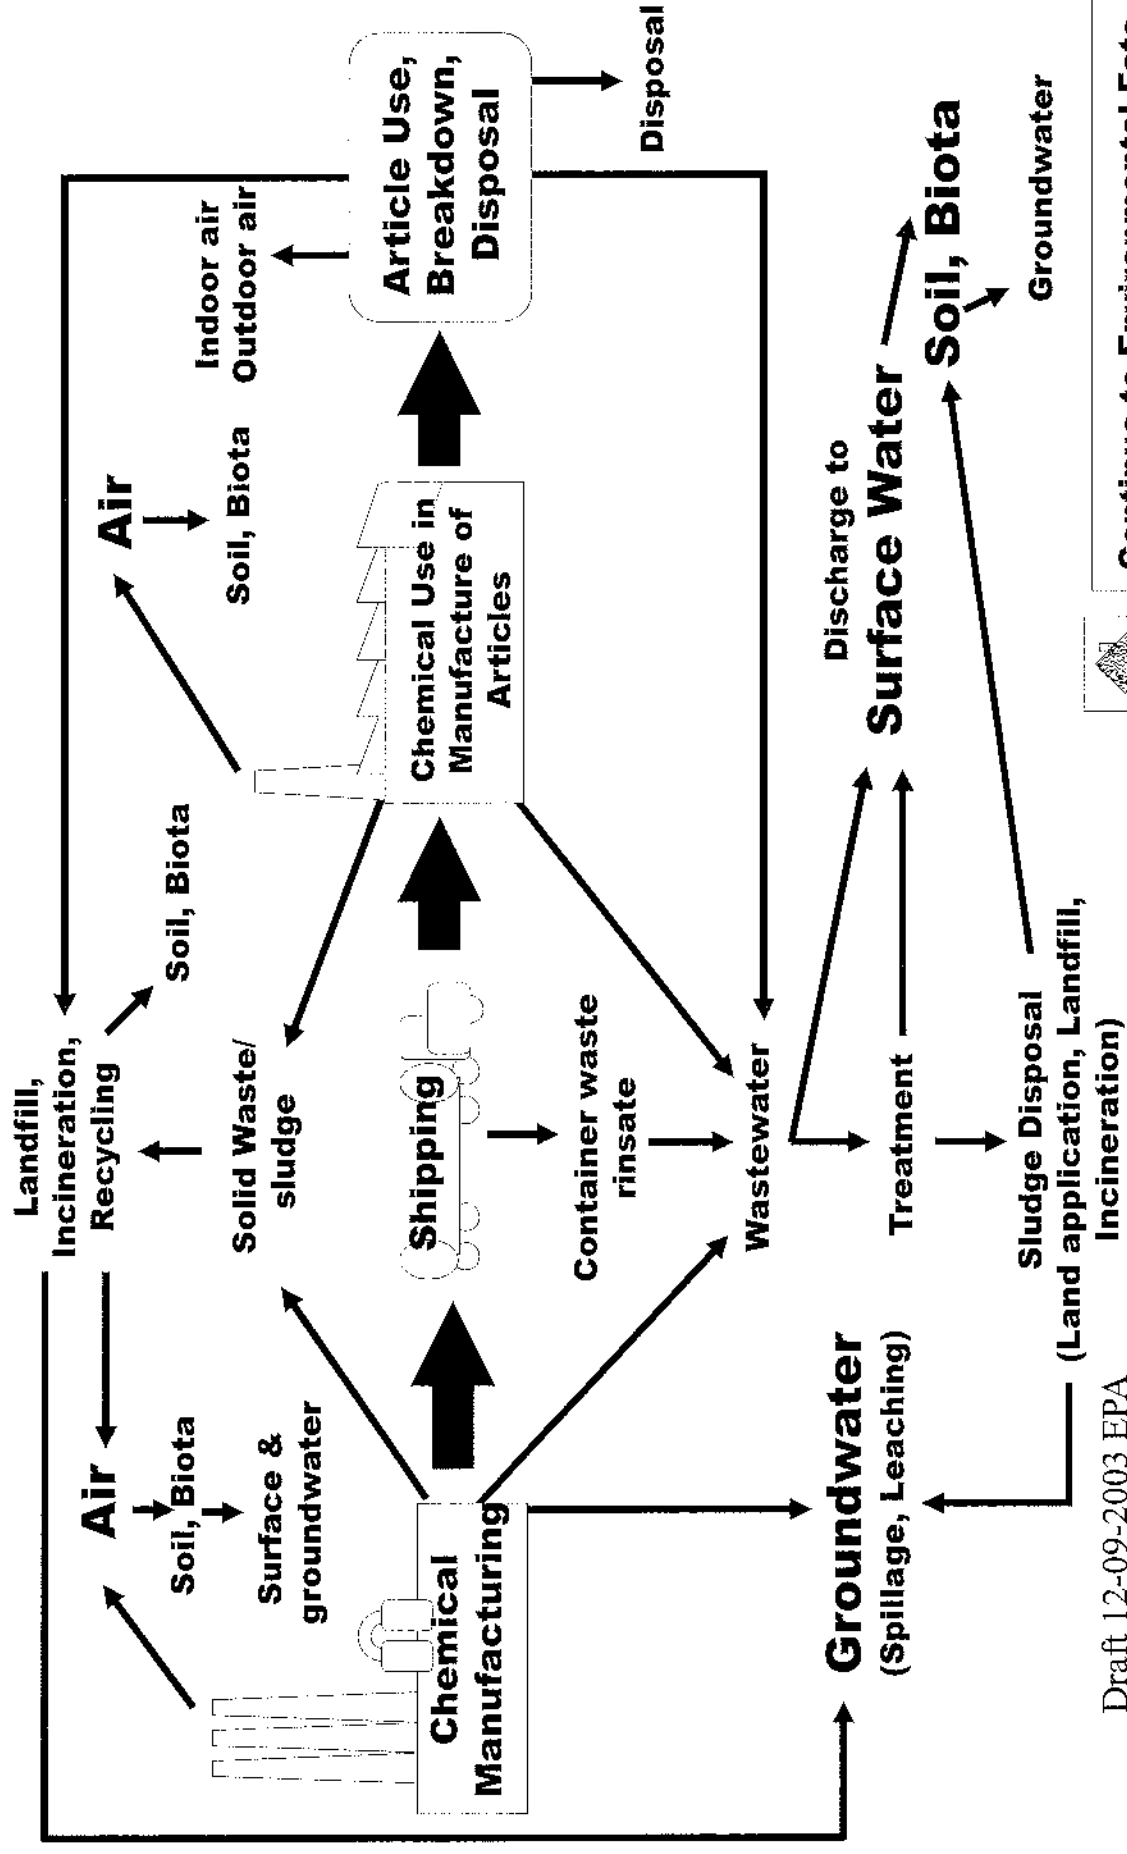 Landfill,
Incineration,
Recycling
Air
Soil, Biota
Surface &
groundwater
Soil, Biota
Air
Soil, Biota
Indoor air
Outdoor air
Solid Waste/
sludge
Chemical
Manufacturing
Shipping
Chemical Use in
Manufacture of
Articles
Article Use,
Breakdown,
Disposal
Container waste
rinsate
Disposal
Wastewater
Groundwater
(Spillage, Leaching)
Treatment
Discharge to
Surface Water
Soil, Biota
Groundwater
Sludge Disposal
(Land application, Landfill,
Incineration)
Draft 12-09-2003 EPA